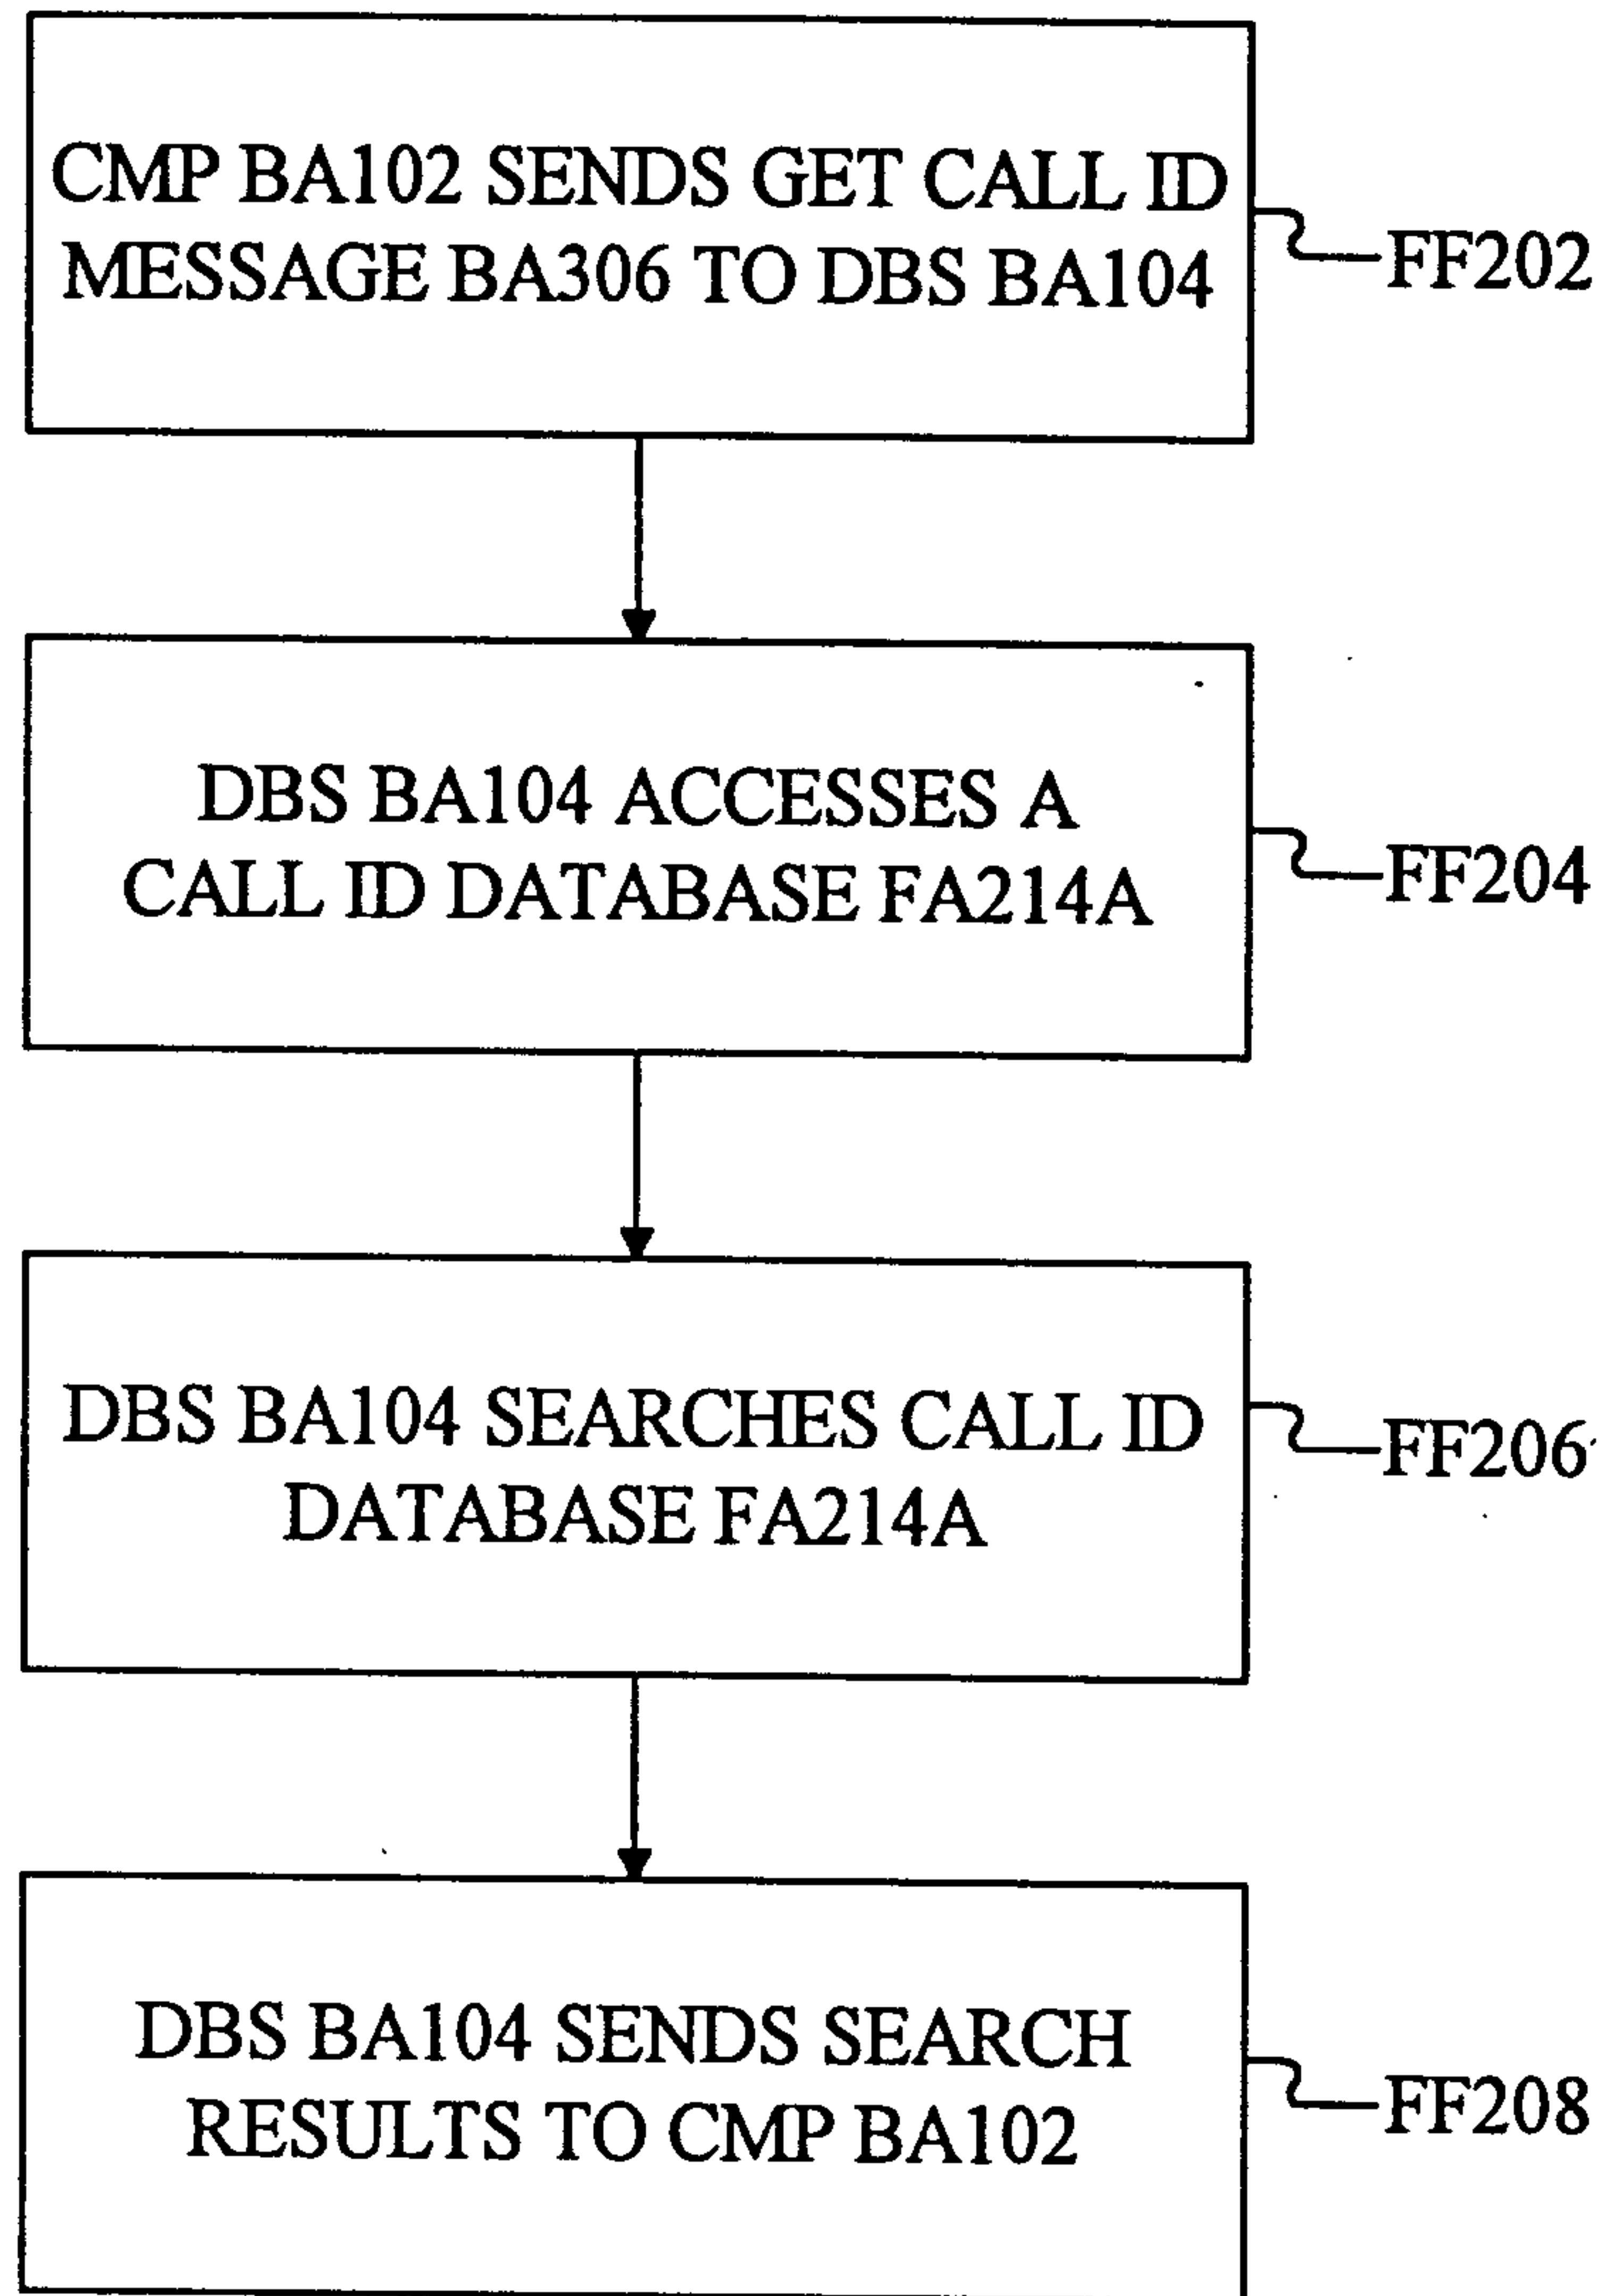 CMP BA102 SENDS GET CALL ID
MESSAGE BA306 TO DBS BA104
FF202
DBS BA104 ACCESSES A
CALL ID DATABASE FA214A
FF204
DBS BA104 SEARCHES CALL ID
DATABASE FA214A
FF206
DBS BA104 SENDS SEARCH
RESULTS TO CMP BA102
FF208